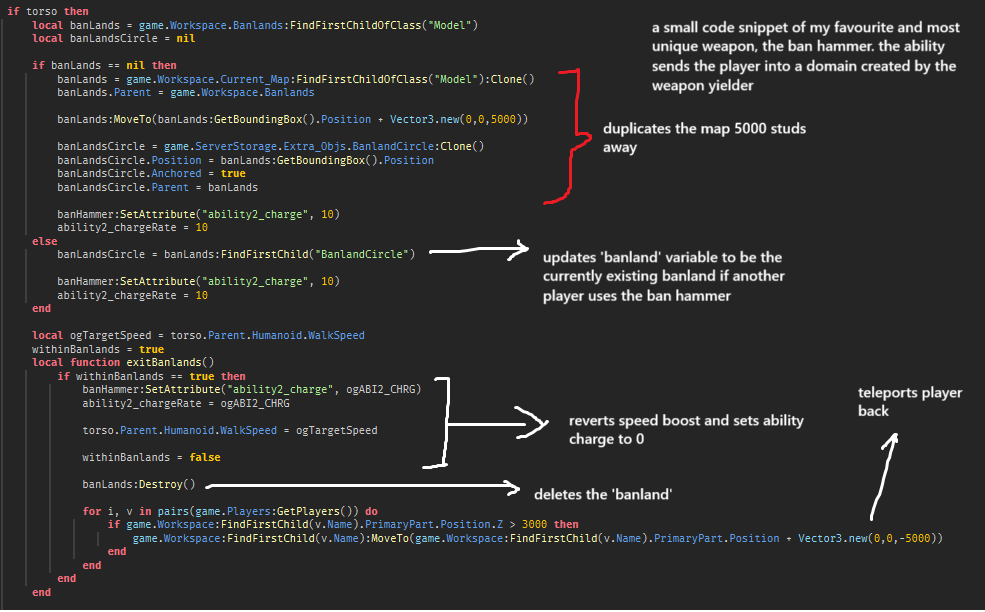 if torso then
local banLands = game.Workspace.Banlands:FindFirstChildOfClass("Model")
local banLandsCircle = nil
if banLands == nil then
banLands = game.Workspace.Current_Map:FindFirstChildOfClass("Model"):Clone()
banLands.Parent = game.Workspace.Banlands
banLands:MoveTo(banLands:GetBoundingBox().Position + Vector3.new(0,0,5000))
banLandsCircle = game.ServerStorage.Extra_Objs.BanlandCircle:Clone()
banLandsCircle.Position = banLands:GetBoundingBox().Position
banLandsCircle.Anchored = true
banLandsCircle.Parent = banLands
banHammer:SetAttribute("ability2_charge", 10)
ability2_chargeRate = 10
else
banLandsCircle = banLands:FindFirstChild("BanlandCircle")
banHammer:SetAttribute("ability2_charge", 10)
ability2_chargeRate = 10
end
local ogTargetSpeed = torso.Parent.Humanoid.WalkSpeed
withinBanlands = true
local function exitBanlands()
if withinBanlands == true then
banHammer:SetAttribute("ability2_charge", ogABI2_CHRG)
ability2_chargeRate = ogABI2_CHRG
torso.Parent.Humanoid.WalkSpeed = ogTargetSpeed
withinBanlands = false
banLands:Destroy()
for i, v in pairs(game.Players:GetPlayers()) do
if game.Workspace:FindFirstChild(v.Name).PrimaryPart.Position.Z > 3000 then
game.Workspace:FindFirstChild(v.Name):MoveTo(game.Workspace:FindFirstChild(v.Name).PrimaryPart.Position + Vector3.new(0,0,-5000))
end
end
end
end
a small code snippet of my favourite and most
unique weapon, the ban hammer. the ability
sends the player into a domain created by the
weapon yielder
duplicates the map 5000 studs
away
updates 'banland' variable to be the
currently existing banland if another
player uses the ban hammer
teleports player
back
reverts speed boost and sets ability
charge to 0
deletes the 'banland'